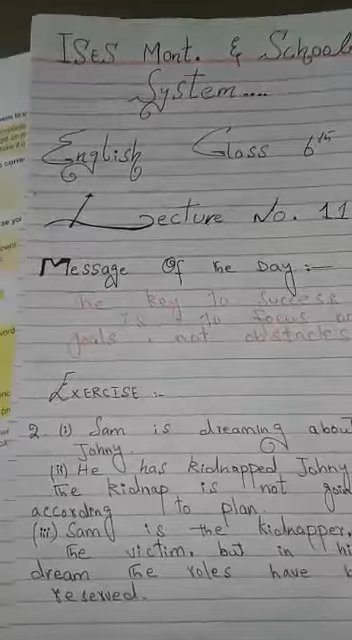 ISES Mont. & School
System....
English Class 6th
Lecture No. 11
Message Of the Day :-
The key to success
is to focus on
goals, not obstacles
EXERCISE :-
2. (i) Sam is dreaming about
Johny.
(ii) He has kidnapped Johny
The kidnap is not goin
according to plan.
(iii) Sam is the kidnapper,
The victim, but in hi
dream the roles have b
reserved.